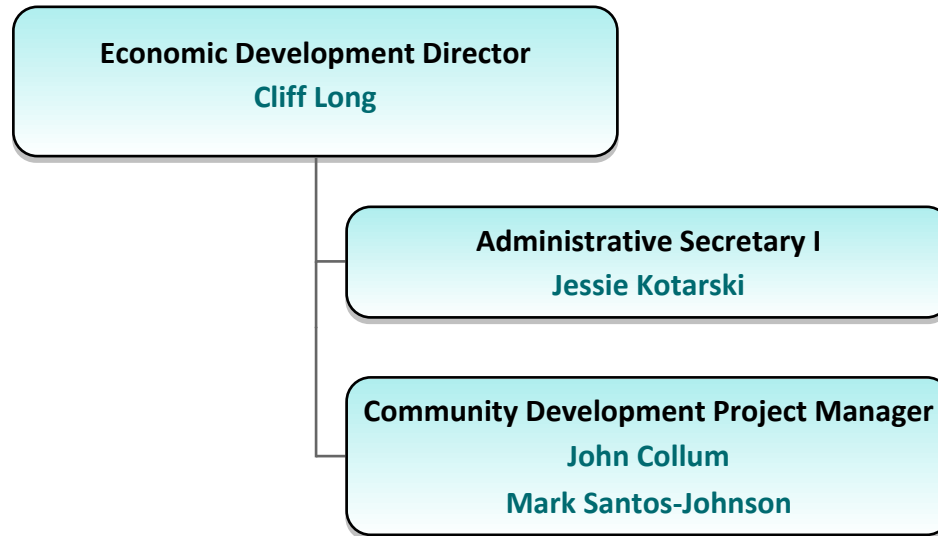 Economic Development Director
Cliff Long
Administrative Secretary I
Jessie Kotarski
Community Development Project Manager
John Collum
Mark Santos-Johnson